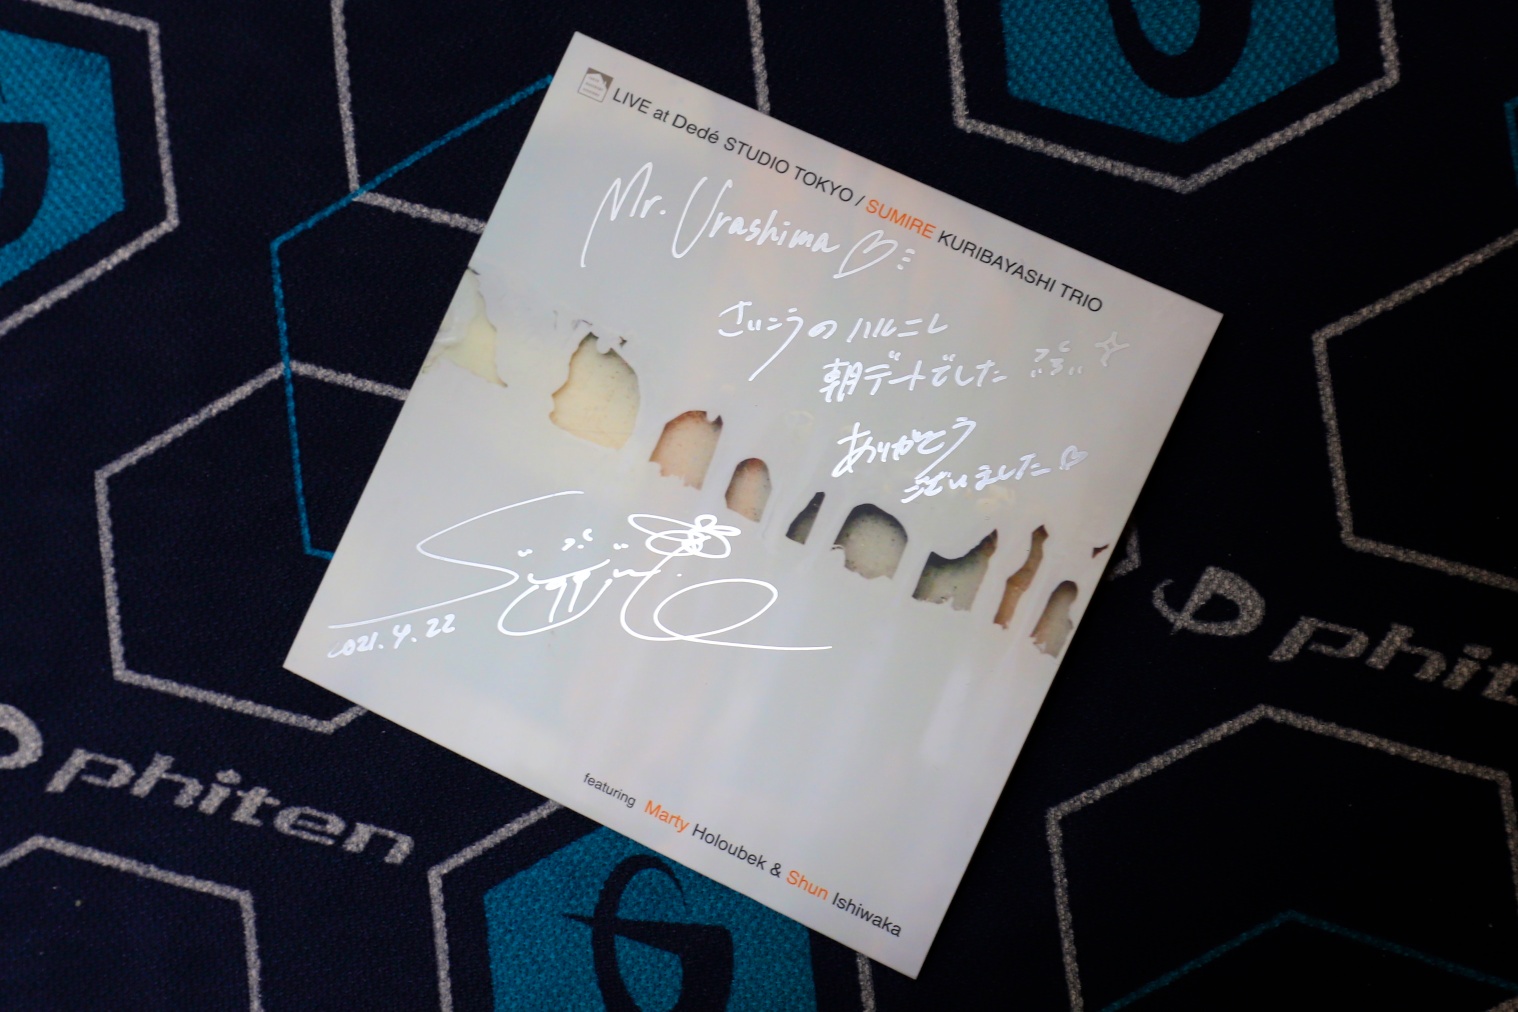 LIVE at Dedé STUDIO TOKYO / SUMIRE KURIBAYASHI TRIO
Mr. Urashima
さいこうのハルニレ
朝デートでした
ありがとう
ございました
2021.4.22
featuring Marty Holoubek & Shun Ishiwaka
phiten
phiten